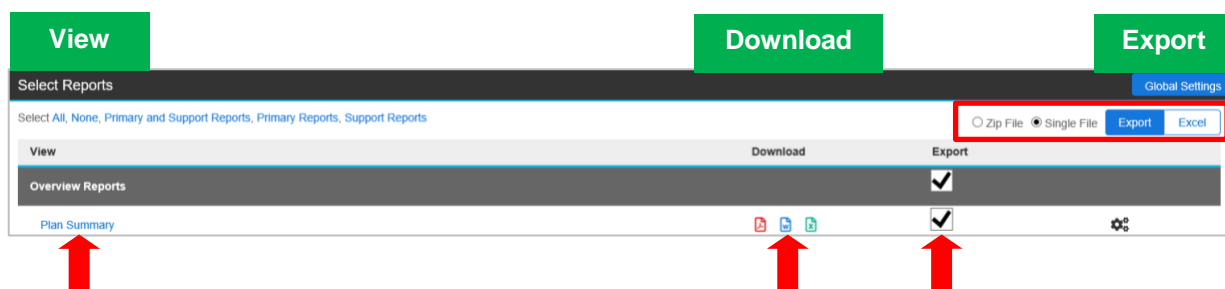 View Download Export
Select Reports Global Settings
Select All, None, Primary and Support Reports, Primary Reports, Support Reports Zip File Single File Export Excel
View Download Export
Overview Reports
Plan Summary